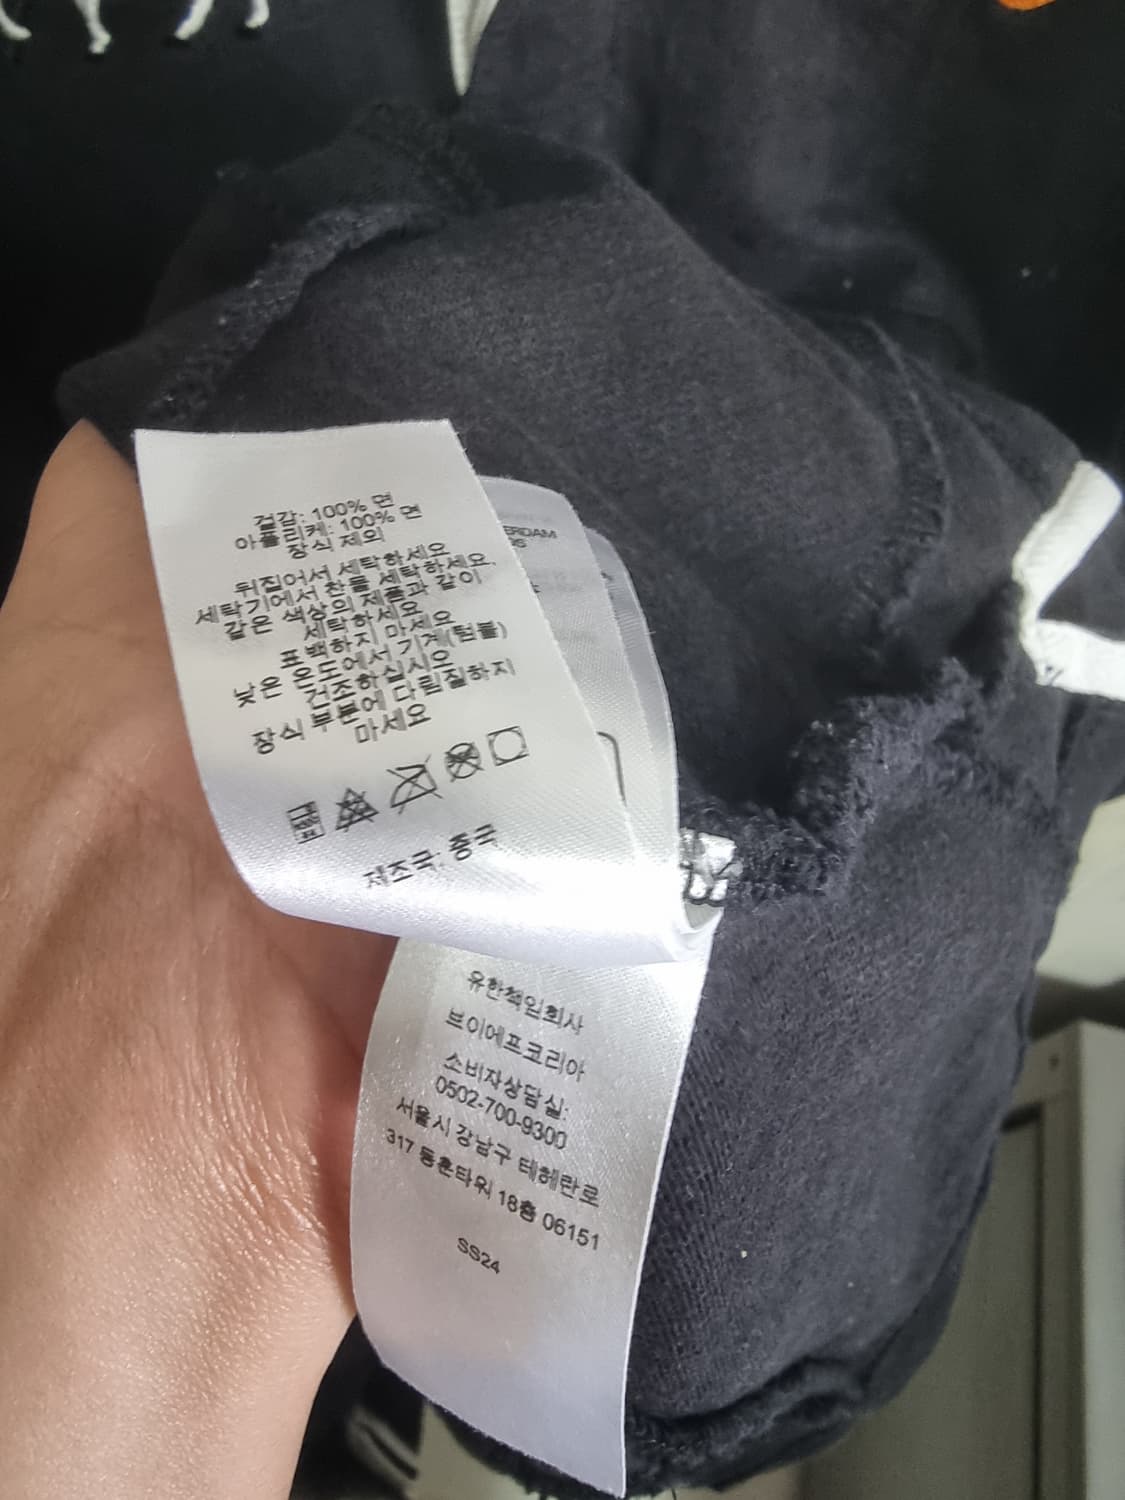 겉감: 100% 면
아플리케: 100% 면
장식 제외
뒤집어서 세탁하세요
세탁기에서 찬물 세탁하세요.
같은 색상의 제품과 같이
세탁하세요
표백하지 마세요
낮은 온도에서 기계(텀블)
건조하십시오
장식 부분에 다림질하지
마세요
제조국: 중국
ERDAM
유한책임회사
브이에프코리아
소비자상담실:
0502-700-9300
서울시 강남구 테헤란로
317 동훈타워 18층 06151
SS24